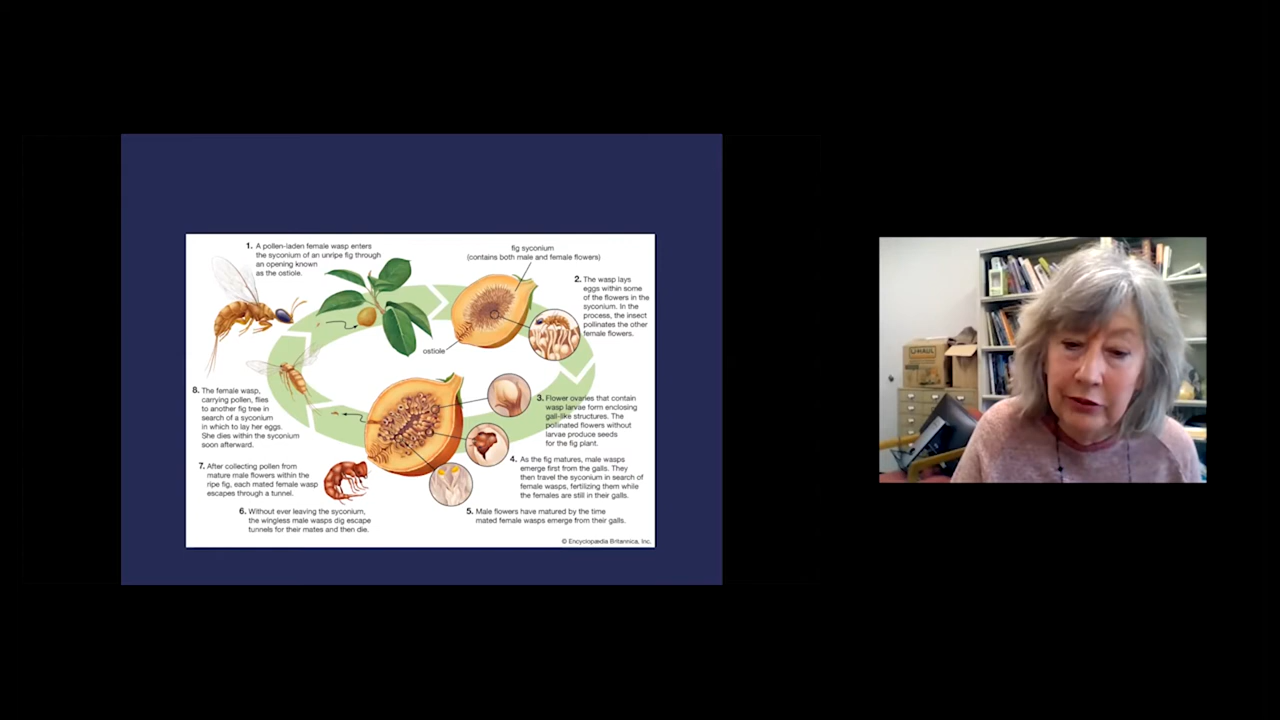 1. A pollen-laden female wasp enters
the syconium of an unripe fig through
an opening known
as the ostiole.
fig syconium
(contains both male and female flowers)
2. The wasp lays
eggs within some
of the flowers in the
syconium. In the
process, the insect
pollinates the other
female flowers.
ostiole
3. Flower ovaries that contain
wasp larvae form enclosing
gall-like structures. The
pollinated flowers without
larvae produce seeds
for the fig plant.
4. As the fig matures, male wasps
emerge first from the galls. They
then travel the syconium in search of
female wasps, fertilizing them while
the females are still in their galls.
5. Male flowers have matured by the time
mated female wasps emerge from their galls.
6. Without ever leaving the syconium,
the wingless male wasps dig escape
tunnels for their mates and then die.
7. After collecting pollen from
mature male flowers within the
ripe fig, each mated female wasp
escapes through a tunnel.
8. The female wasp,
carrying pollen, flies
to another fig tree in
search of a syconium
in which to lay her eggs.
She dies within the syconium
soon afterward.
© Encyclopædia Britannica, Inc.
U-HAUL